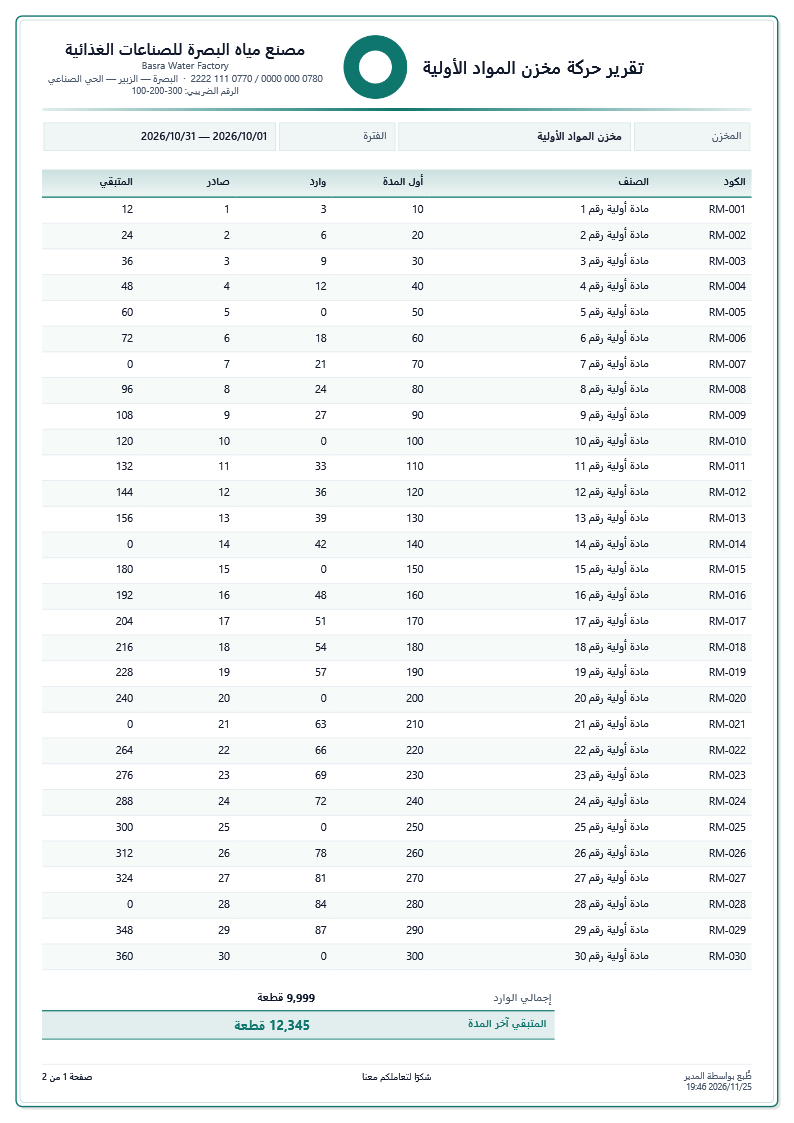 تقرير حركة مخزن المواد الأولية
مصنع مياه البصرة للصناعات الغذائية
Basra Water Factory
البصرة — الزبير — الحي الصناعي · 0780 000 0000 / 0770 111 2222
الرقم الضريبي: 300-200-100
المخزن مخزن المواد الأولية الفترة 2026/10/01 — 2026/10/31
الكود الصنف أول المدة وارد صادر المتبقي
RM-001 مادة أولية رقم 1 10 3 1 12
RM-002 مادة أولية رقم 2 20 6 2 24
RM-003 مادة أولية رقم 3 30 9 3 36
RM-004 مادة أولية رقم 4 40 12 4 48
RM-005 مادة أولية رقم 5 50 0 5 60
RM-006 مادة أولية رقم 6 60 18 6 72
RM-007 مادة أولية رقم 7 70 21 7 0
RM-008 مادة أولية رقم 8 80 24 8 96
RM-009 مادة أولية رقم 9 90 27 9 108
RM-010 مادة أولية رقم 10 100 0 10 120
RM-011 مادة أولية رقم 11 110 33 11 132
RM-012 مادة أولية رقم 12 120 36 12 144
RM-013 مادة أولية رقم 13 130 39 13 156
RM-014 مادة أولية رقم 14 140 42 14 0
RM-015 مادة أولية رقم 15 150 0 15 180
RM-016 مادة أولية رقم 16 160 48 16 192
RM-017 مادة أولية رقم 17 170 51 17 204
RM-018 مادة أولية رقم 18 180 54 18 216
RM-019 مادة أولية رقم 19 190 57 19 228
RM-020 مادة أولية رقم 20 200 0 20 240
RM-021 مادة أولية رقم 21 210 63 21 0
RM-022 مادة أولية رقم 22 220 66 22 264
RM-023 مادة أولية رقم 23 230 69 23 276
RM-024 مادة أولية رقم 24 240 72 24 288
RM-025 مادة أولية رقم 25 250 0 25 300
RM-026 مادة أولية رقم 26 260 78 26 312
RM-027 مادة أولية رقم 27 270 81 27 324
RM-028 مادة أولية رقم 28 280 84 28 0
RM-029 مادة أولية رقم 29 290 87 29 348
RM-030 مادة أولية رقم 30 300 0 30 360
إجمالي الوارد 9,999 قطعة
المتبقي آخر المدة 12,345 قطعة
طُبع بواسطة المدير
2026/11/25 19:46
شكرًا لتعاملكم معنا
صفحة 1 من 2